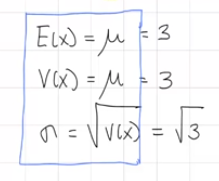 E(x) = μ = 3
V(x) = μ = 3
σ = √V(x) = √3